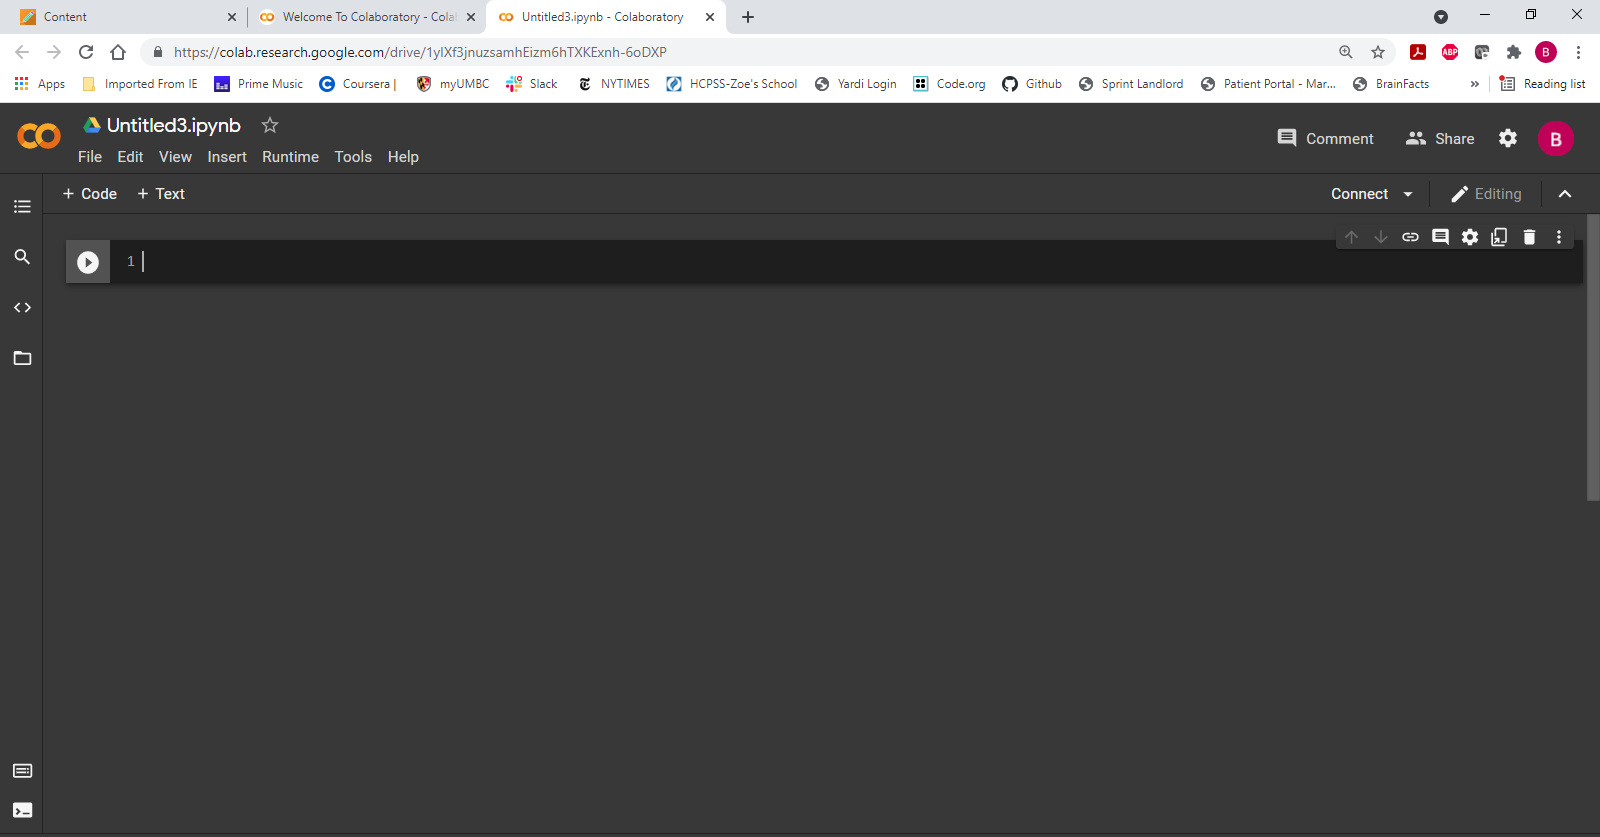 Content
Welcome To Colaboratory - Cola
Untitled3.ipynb - Colaboratory
https://colab.research.google.com/drive/1ylXf3jnuzsamhEizm6hTXKExnh-6oDXP
ABP
B
Apps
Imported From IE
Prime Music
Coursera |
myUMBC
Slack
NYTIMES
HCPSS-Zoe's School
Yardi Login
Code.org
Github
Sprint Landlord
Patient Portal - Mar...
BrainFacts
»
Reading list
Untitled3.ipynb
Comment
Share
B
File Edit View Insert Runtime Tools Help
+ Code + Text
Connect
Editing
1